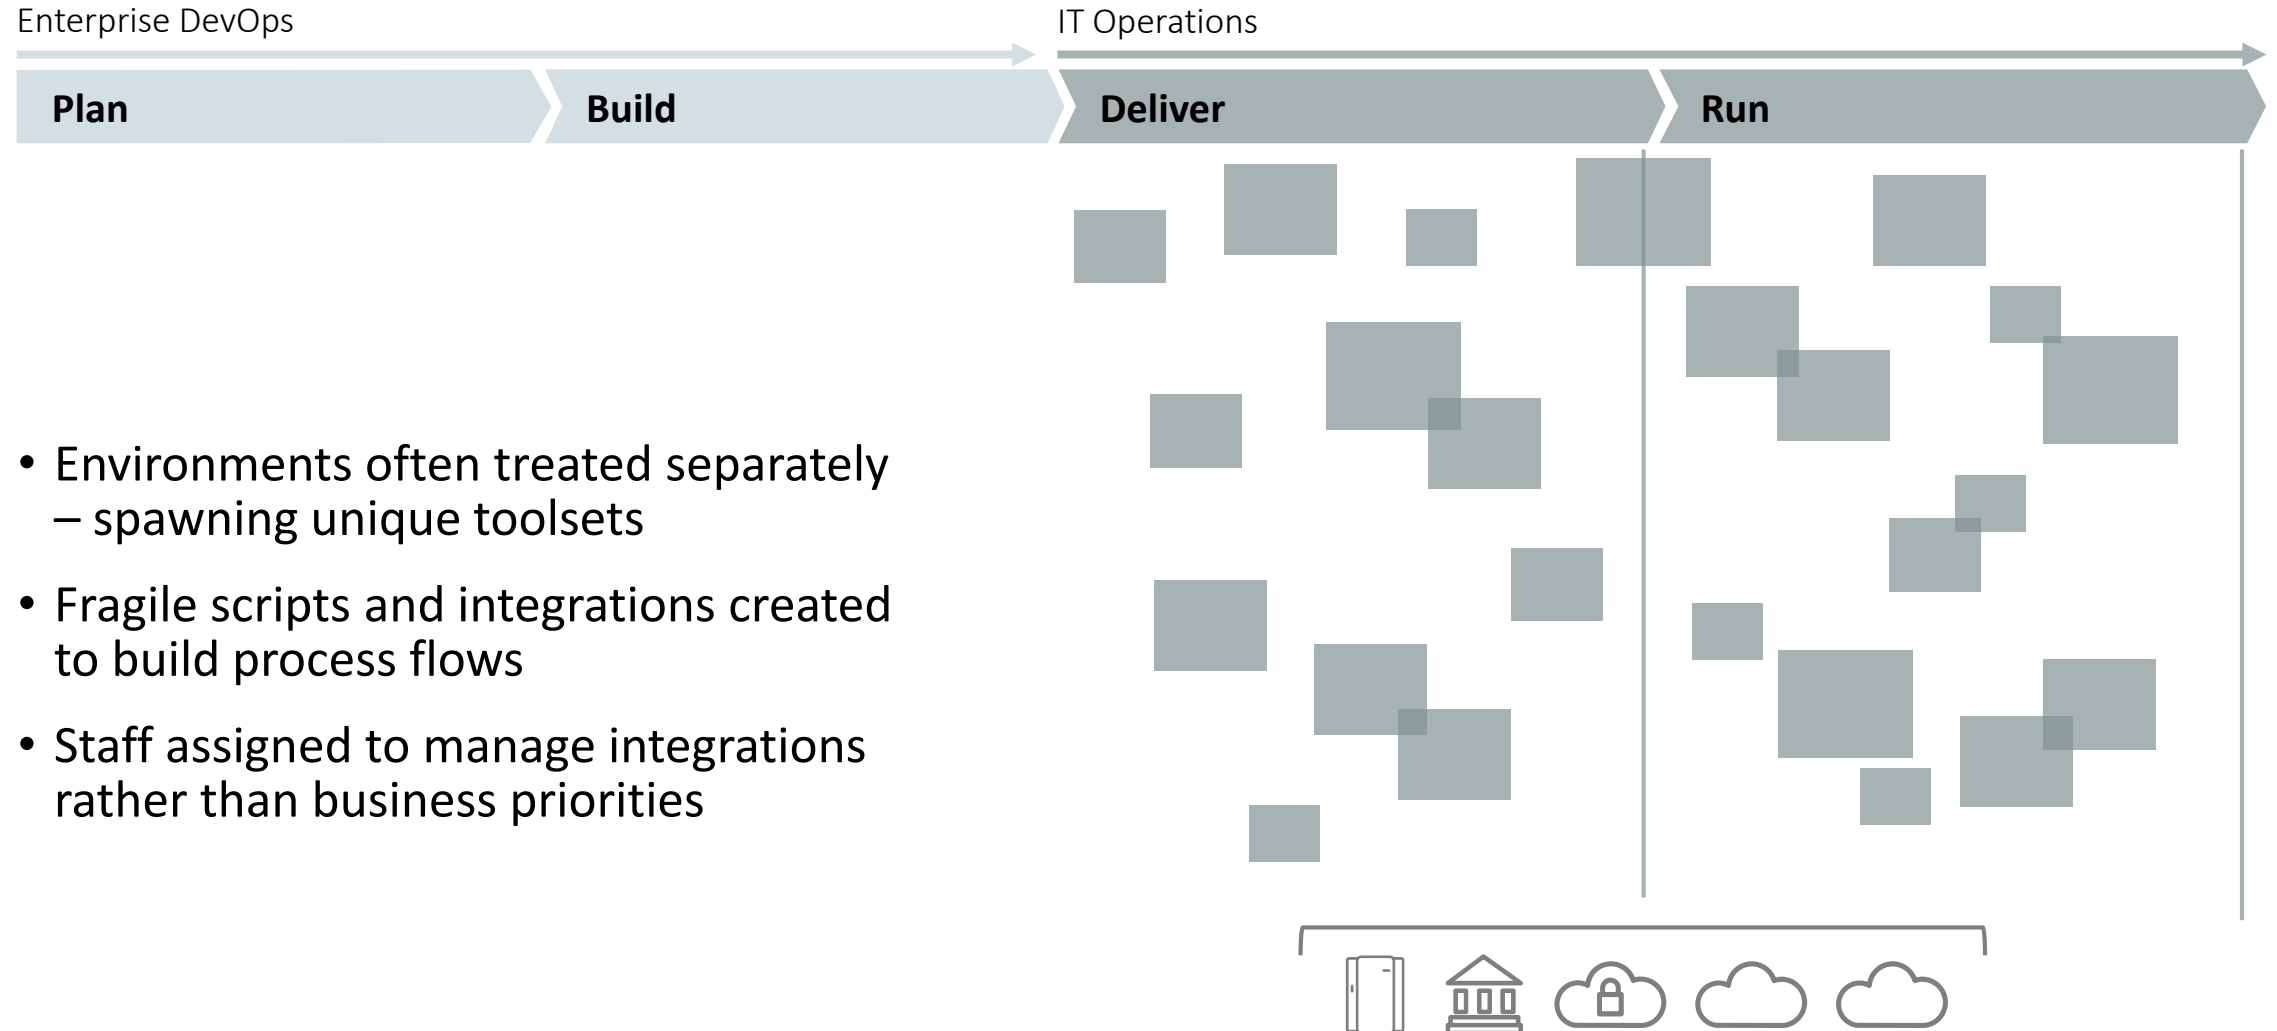 Enterprise DevOps
IT Operations
Plan
Build
Deliver
Run
• Environments often treated separately
– spawning unique toolsets
• Fragile scripts and integrations created
to build process flows
• Staff assigned to manage integrations
rather than business priorities